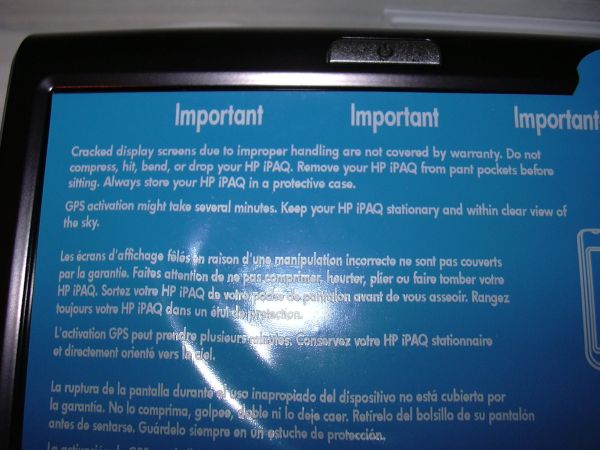 Important Important Important
Cracked display screens due to improper handling are not covered by warranty. Do not
compress, hit, bend, or drop your HP iPAQ. Remove your HP iPAQ from pant pockets before
sitting. Always store your HP iPAQ in a protective case.
GPS activation might take several minutes. Keep your HP iPAQ stationary and within clear view of
the sky.
Les écrans d'affichage fêlés en raison d'une manipulation incorrecte ne sont pas couverts
par la garantie. Faites attention de ne pas comprimer, heurter, plier ou faire tomber votre
HP iPAQ. Sortez votre HP iPAQ de votre poche de pantalon avant de vous asseoir. Rangez
toujours votre HP iPAQ dans un étui de protection.
L'activation GPS peut prendre plusieurs minutes. Conservez votre HP iPAQ stationnaire
et directement orienté vers le ciel.
La ruptura de la pantalla durante el uso inapropiado del dispositivo no está cubierta por
la garantía. No lo comprima, golpee, doble ni lo deje caer. Retírelo del bolsillo de su pantalón
antes de sentarse. Guárdelo siempre en un estuche de protección.